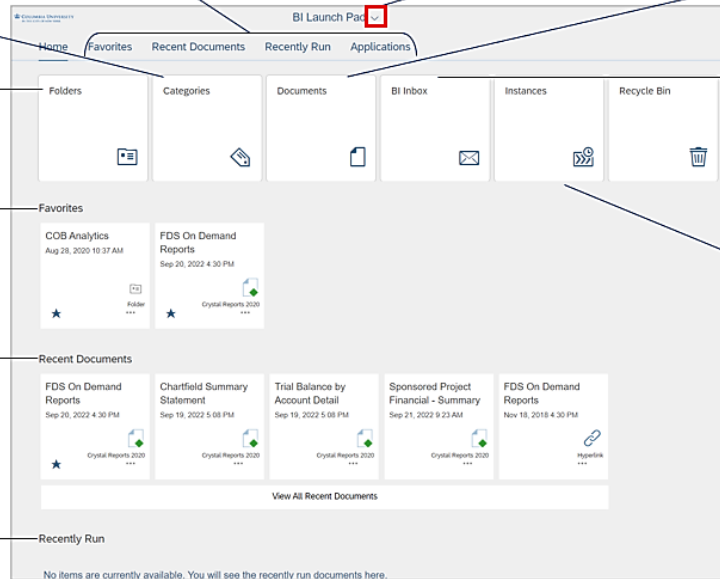 COLUMBIA UNIVERSITY
BI Launch Pad
Home Favorites Recent Documents Recently Run Applications
Folders Categories Documents BI Inbox Instances Recycle Bin
Favorites
COB Analytics FDS On Demand
Aug 28, 2020 10:37 AM Reports
Sep 20, 2022 4:30 PM
Folder Crystal Reports 2020
Recent Documents
FDS On Demand Chartfield Summary Trial Balance by Sponsored Project FDS On Demand
Reports Statement Account Detail Financial - Summary Reports
Sep 20, 2022 4:30 PM Sep 19, 2022 5:08 PM Sep 19, 2022 5:08 PM Sep 21, 2022 9:23 AM Nov 18, 2018 4:30 PM
Crystal Reports 2020 Crystal Reports 2020 Crystal Reports 2020 Crystal Reports 2020 Hyperlink
View All Recent Documents
Recently Run
No items are currently available. You will see the recently run documents here.